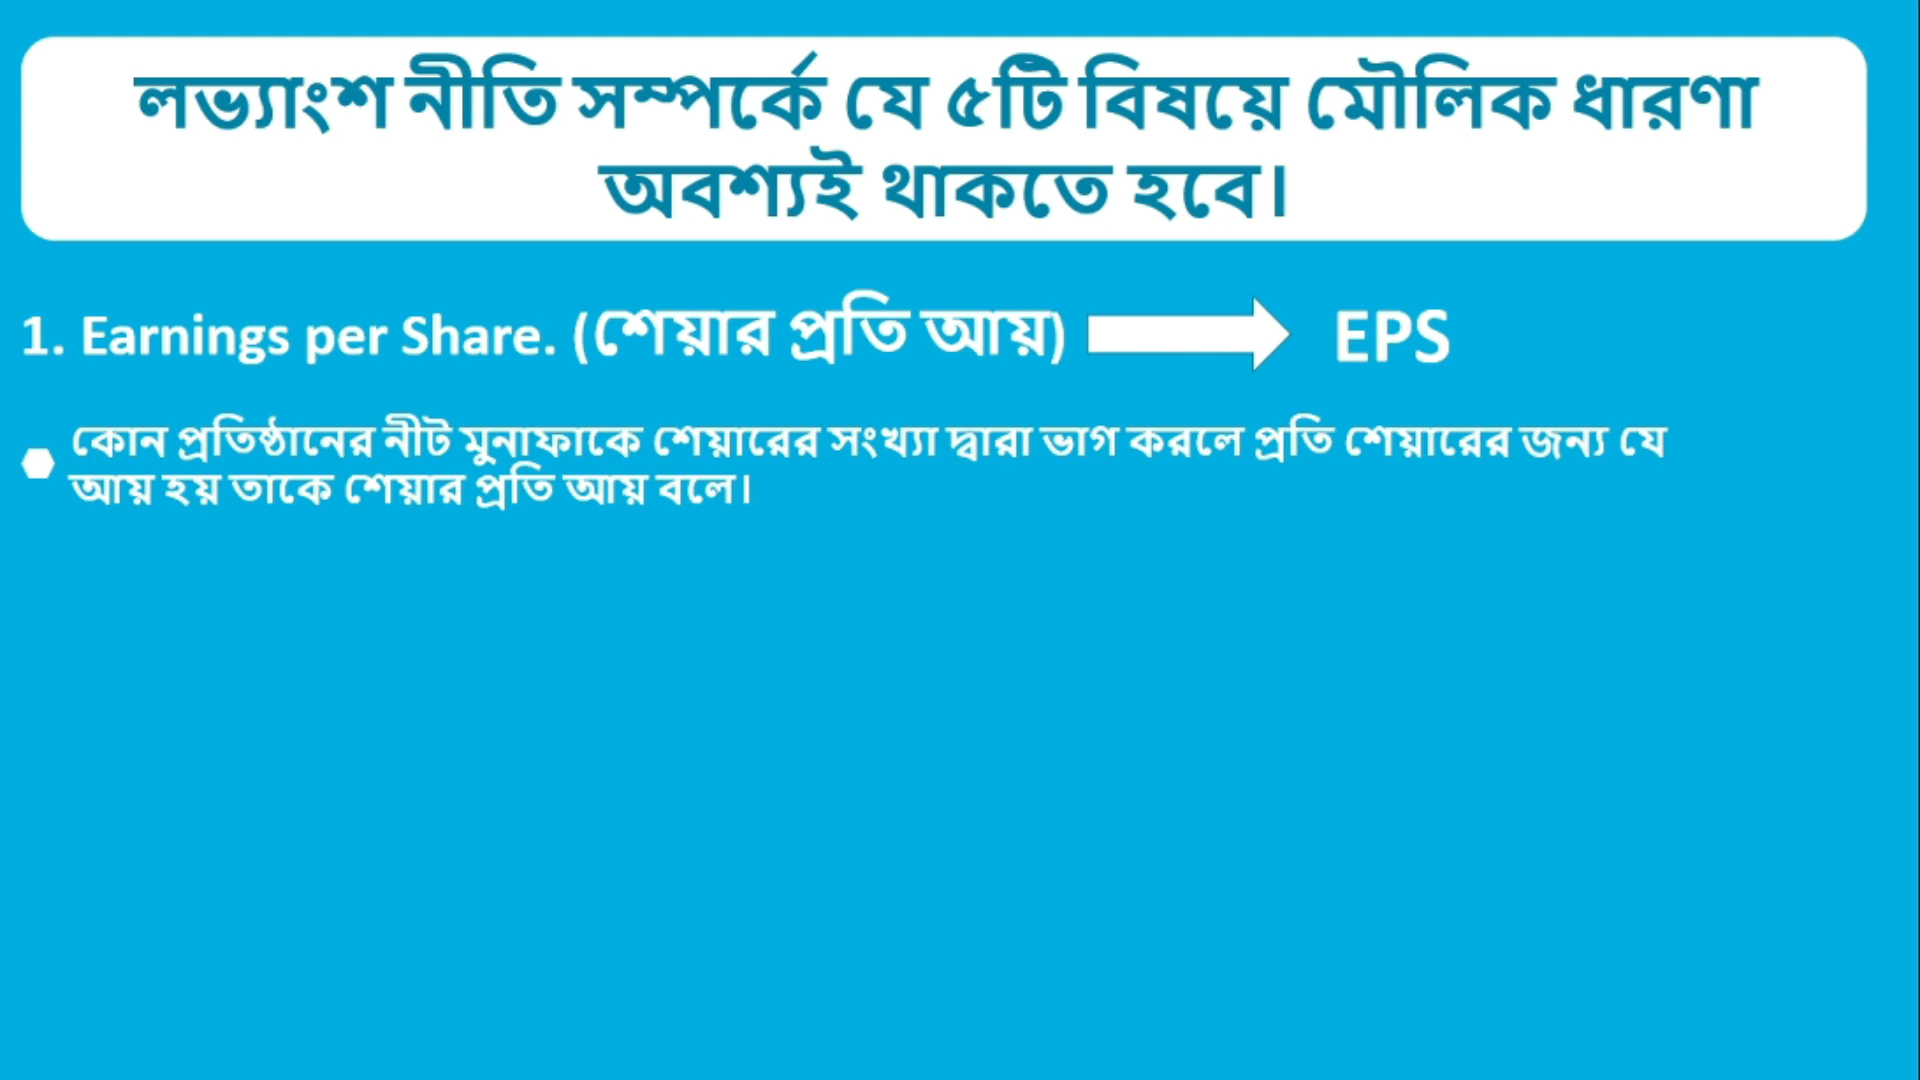 লভ্যাংশ নীতি সম্পর্কে যে ৫টি বিষয়ে মৌলিক ধারণা
অবশ্যই থাকতে হবে।
1. Earnings per Share. (শেয়ার প্রতি আয়) EPS
কোন প্রতিষ্ঠানের নীট মুনাফাকে শেয়ারের সংখ্যা দ্বারা ভাগ করলে প্রতি শেয়ারের জন্য যে
আয় হয় তাকে শেয়ার প্রতি আয় বলে।